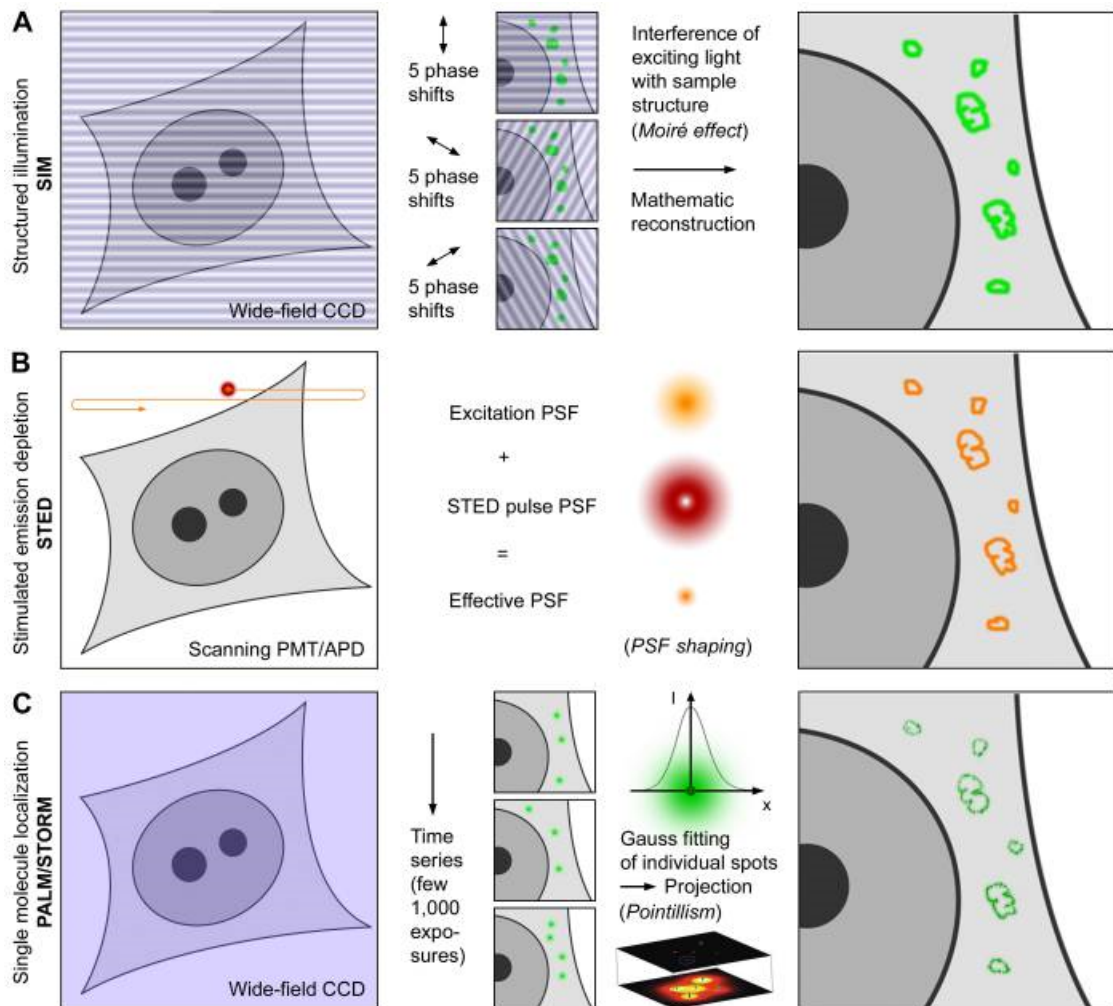 A
Structured illumination
SIM
Wide-field CCD
5 phase
shifts
5 phase
shifts
5 phase
shifts
Interference of
exciting light
with sample
structure
(Moiré effect)
Mathematic
reconstruction
B
Stimulated emission depletion
STED
Scanning PMT/APD
Excitation PSF
+
STED pulse PSF
=
Effective PSF
(PSF shaping)
C
Single molecule localization
PALM/STORM
Wide-field CCD
Time
series
(few
1,000
expo-
sures)
I
x
Gauss fitting
of individual spots
Projection
(Pointillism)